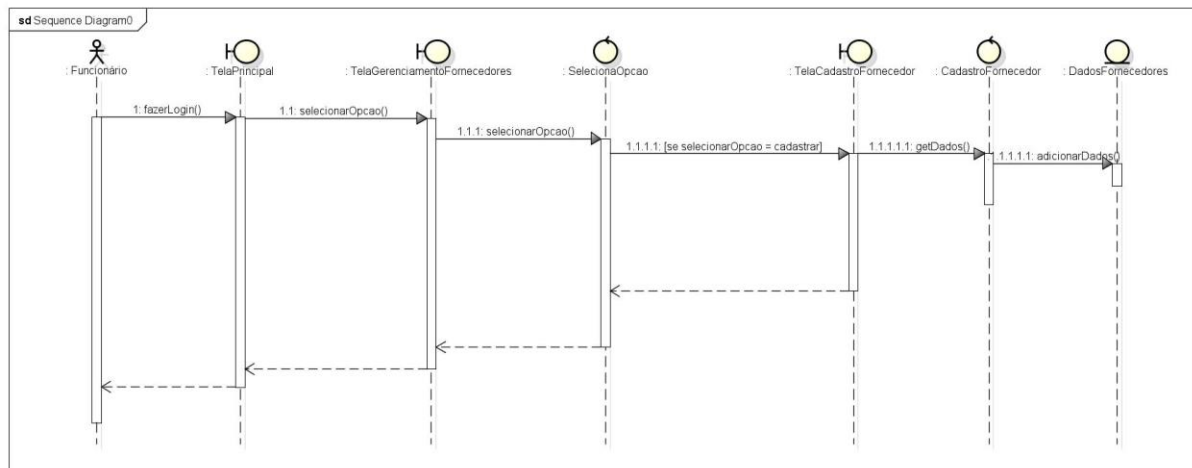 sd Sequence Diagram0
: Funcionário
: TelaPrincipal
: TelaGerenciamentoFornecedores
: SelecionaOpcao
: TelaCadastroFornecedor
: CadastroFornecedor
: DadosFornecedores
1: fazerLogin()
1.1: selecionarOpcao()
1.1.1: selecionarOpcao()
1.1.1.1: [se selecionarOpcao = cadastrar]
1.1.1.1.1: getDados()
.1.1.1.1.1: adicionarDados()